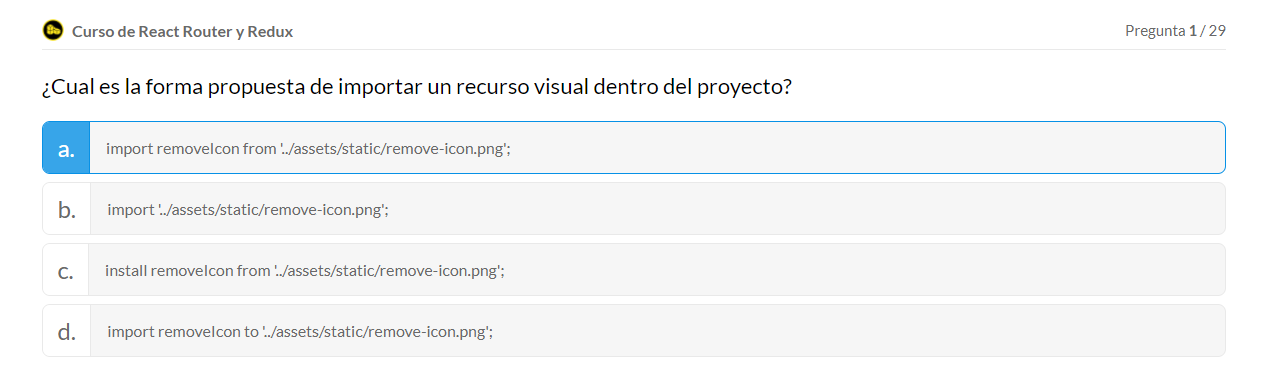 Curso de React Router y Redux
Pregunta 1 / 29
¿Cual es la forma propuesta de importar un recurso visual dentro del proyecto?
a. import removeIcon from '../assets/static/remove-icon.png';
b. import '../assets/static/remove-icon.png';
c. install removeIcon from '../assets/static/remove-icon.png';
d. import removeIcon to '../assets/static/remove-icon.png';